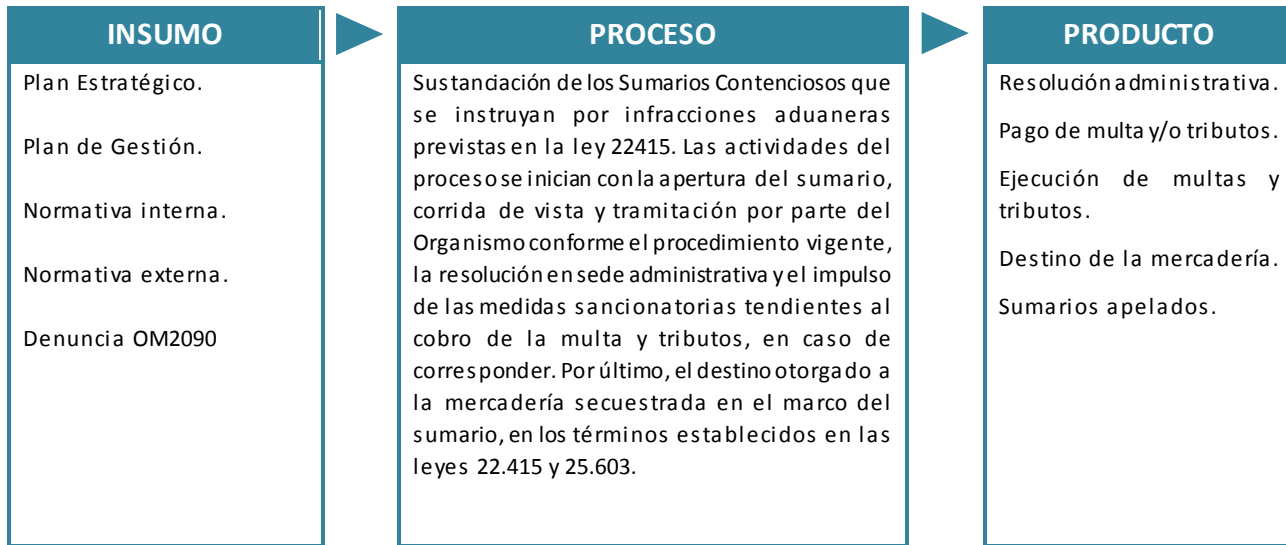 INSUMO
Plan Estratégico.
Plan de Gestión.
Normativa interna.
Normativa externa.
Denuncia OM2090
PROCESO
Sustanciación de los Sumarios Contenciosos que
se instruyan por infracciones aduaneras
previstas en la ley 22415. Las actividades del
proceso se inician con la apertura del sumario,
corrida de vista y tramitación por parte del
Organismo conforme el procedimiento vigente,
la resolución en sede administrativa y el impulso
de las medidas sancionatorias tendientes al
cobro de la multa y tributos, en caso de
corresponder. Por último, el destino otorgado a
la mercadería secuestrada en el marco del
sumario, en los términos establecidos en las
leyes 22.415 y 25.603.
PRODUCTO
Resolución administrativa.
Pago de multa y/o tributos.
Ejecución de multas y
tributos.
Destino de la mercadería.
Sumarios apelados.